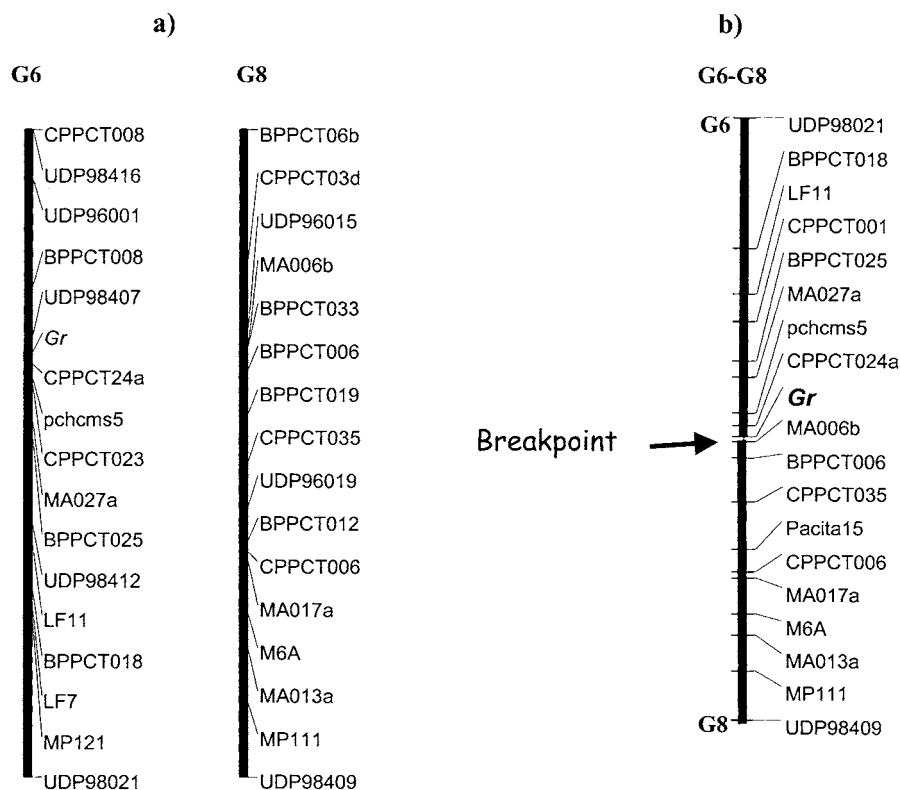 a)
G6
CPPCT008
UDP98416
UDP96001
BPPCT008
UDP98407
Gr
CPPCT24a
pchcms5
CPPCT023
MA027a
BPPCT025
UDP98412
LF11
BPPCT018
LF7
MP121
UDP98021
G8
BPPCT06b
CPPCT03d
UDP96015
MA006b
BPPCT033
BPPCT006
BPPCT019
CPPCT035
UDP96019
BPPCT012
CPPCT006
MA017a
M6A
MA013a
MP111
UDP98409
b)
G6-G8
G6
UDP98021
BPPCT018
LF11
CPPCT001
BPPCT025
MA027a
pchcms5
CPPCT024a
Gr
Breakpoint
MA006b
BPPCT006
CPPCT035
Pacita15
CPPCT006
MA017a
M6A
MA013a
MP111
G8
UDP98409